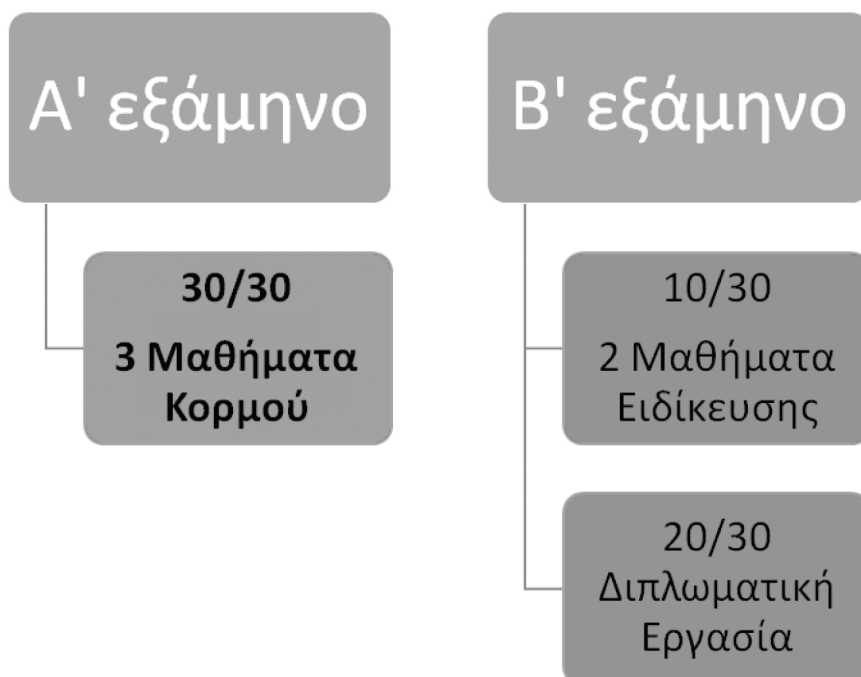 Α' εξάμηνο
30/30
3 Μαθήματα
Κορμού
Β' εξάμηνο
10/30
2 Μαθήματα
Ειδίκευσης
20/30
Διπλωματική
Εργασία